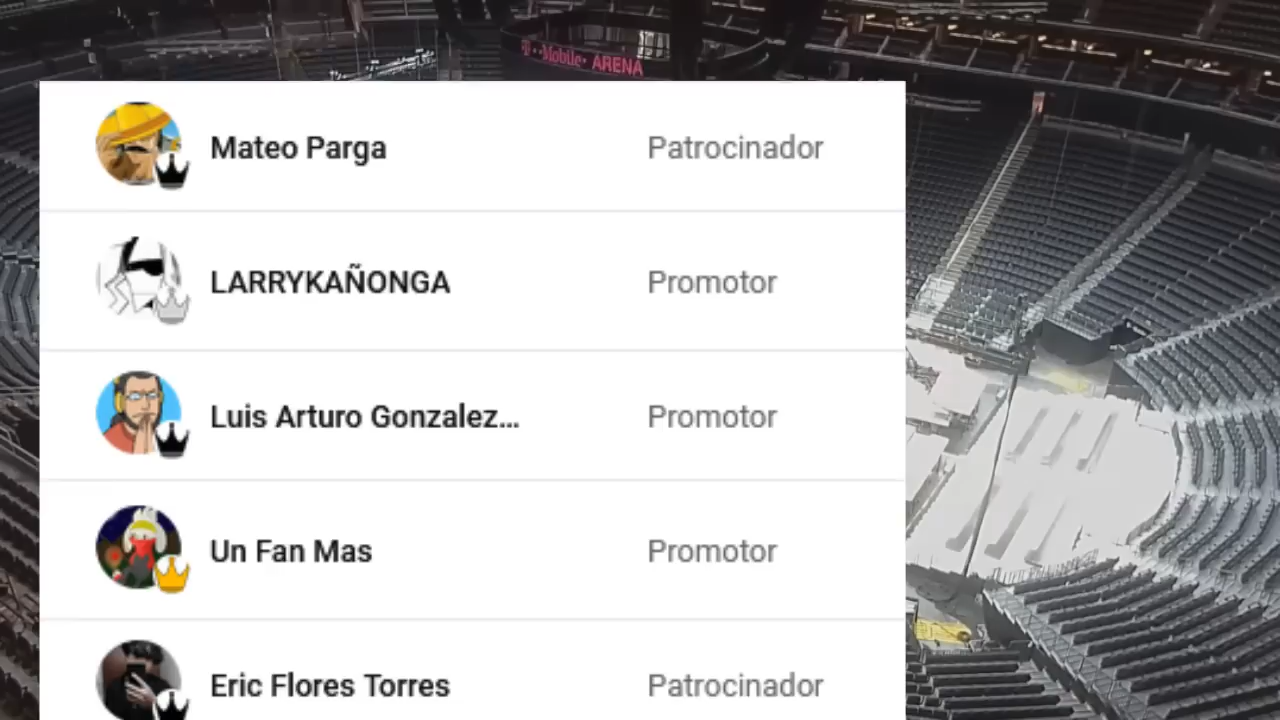 T-Mobile ARENA
Mateo Parga Patrocinador
LARRYKAÑONGA Promotor
Luis Arturo Gonzalez... Promotor
Un Fan Mas Promotor
Eric Flores Torres Patrocinador